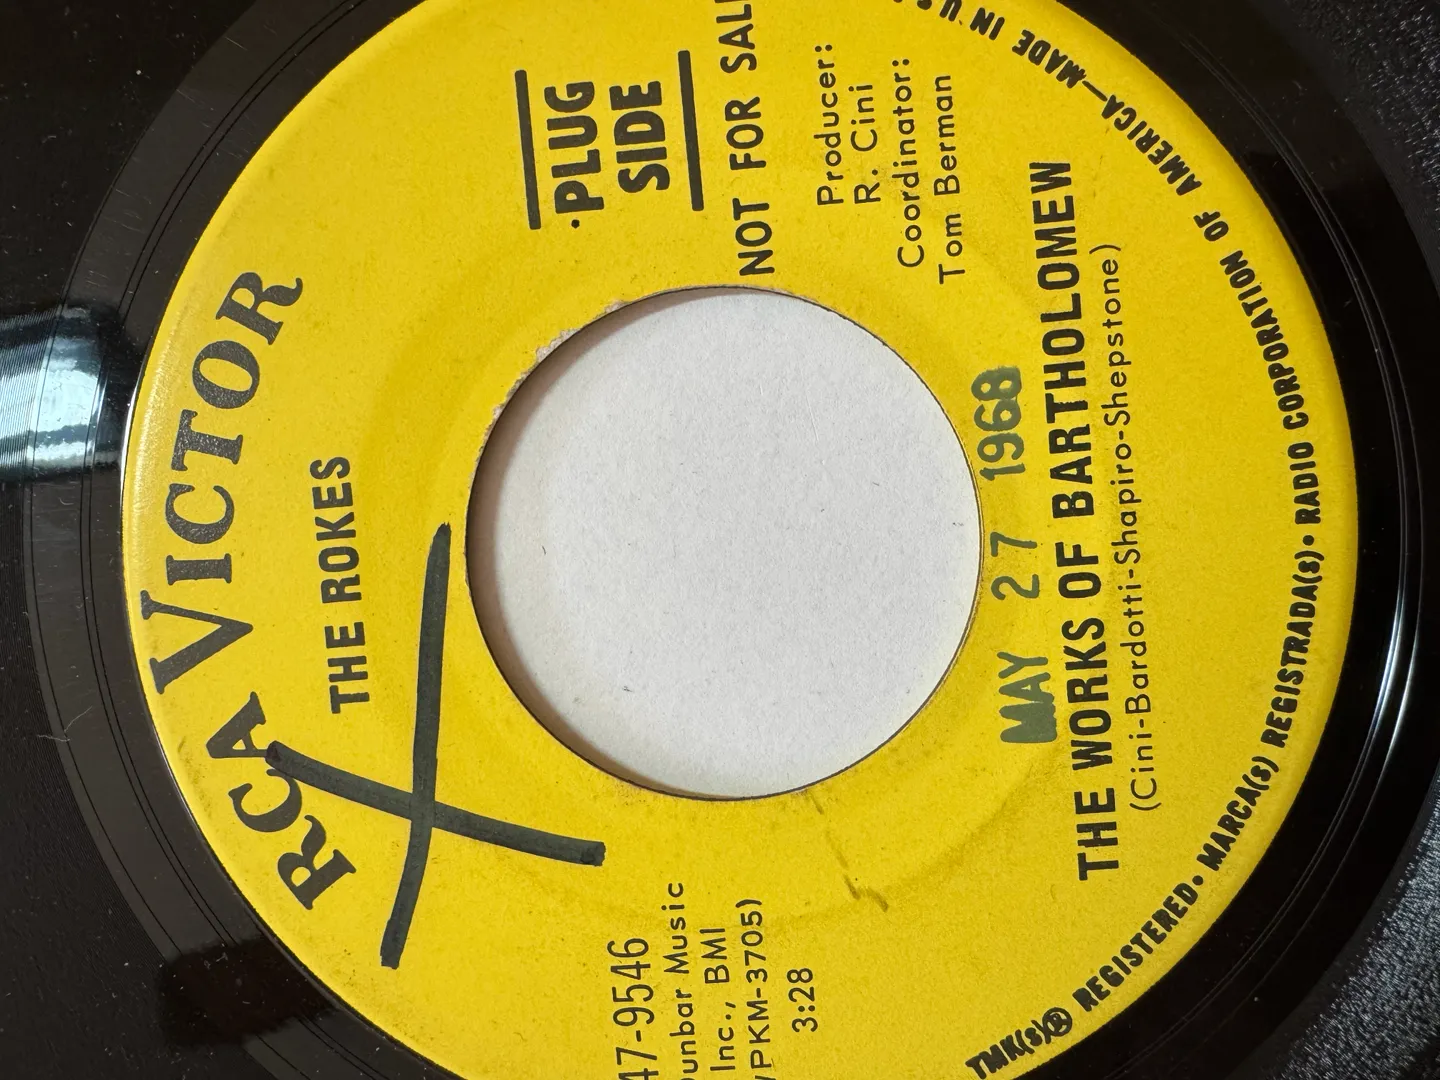 RCA VICTOR
THE ROKES
PLUG
SIDE
NOT FOR
47-9546
Music
Inc., BMI
PKM-3705)
3:28
Producer:
R. Cini
Coordinator:
Tom Berman
MAY 27 1968
THE WORKS OF BARTHOLOMEW
(Cini-Bardotti-Shapiro-Shepstone)
TMK(s)® REGISTERED • MARCA(s) REGISTRADA(s) • RADIO CORPORATION OF AMERICA—MADE IN U.S.